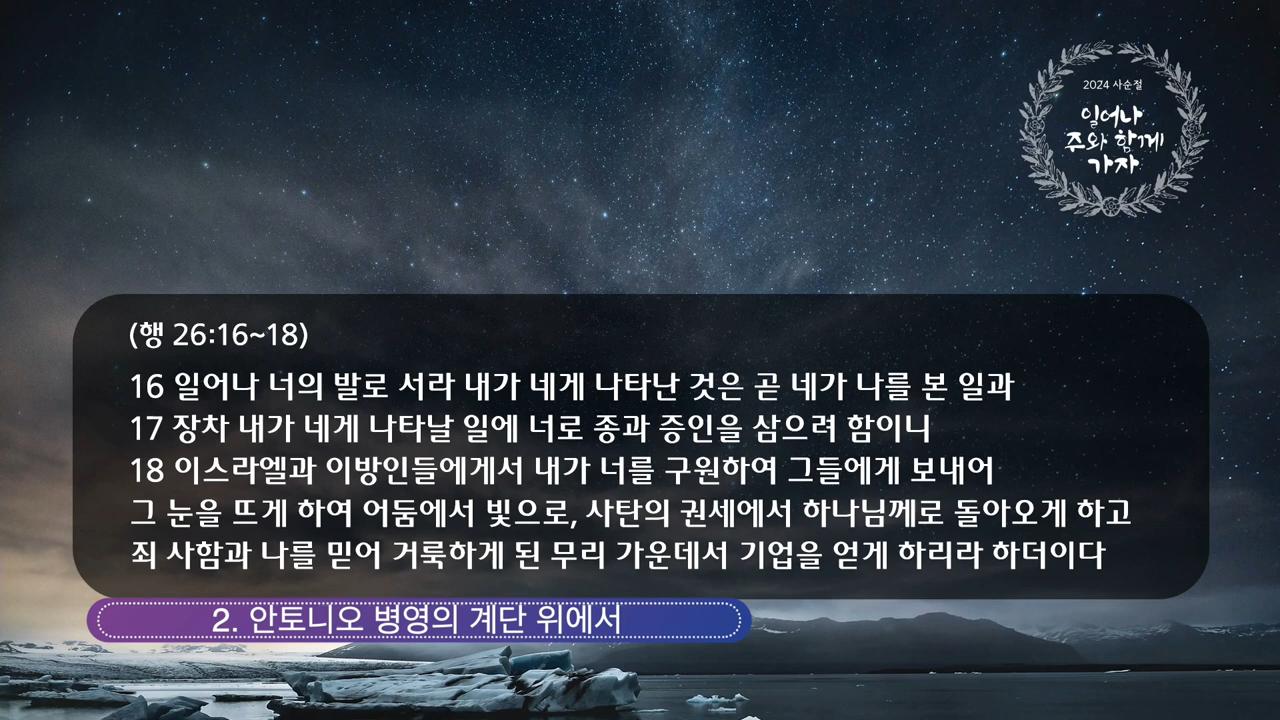 2024 사순절
일어나
주와 함께
가자
(행 26:16~18)
16 일어나 너의 발로 서라 내가 네게 나타난 것은 곧 네가 나를 본 일과
17 장차 내가 네게 나타날 일에 너로 종과 증인을 삼으려 함이니
18 이스라엘과 이방인들에게서 내가 너를 구원하여 그들에게 보내어
그 눈을 뜨게 하여 어둠에서 빛으로, 사탄의 권세에서 하나님께로 돌아오게 하고
죄 사함과 나를 믿어 거룩하게 된 무리 가운데서 기업을 얻게 하리라 하더이다
2. 안토니오 병영의 계단 위에서